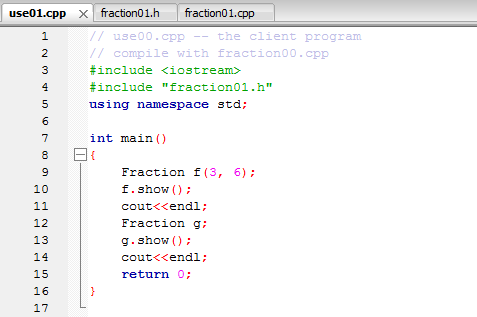 use01.cpp fraction01.h fraction01.cpp
1 // use00.cpp -- the client program
2 // compile with fraction00.cpp
3 #include <iostream>
4 #include "fraction01.h"
5 using namespace std;
6
7 int main()
8 {
9 Fraction f(3, 6);
10 f.show();
11 cout<<endl;
12 Fraction g;
13 g.show();
14 cout<<endl;
15 return 0;
16 }
17